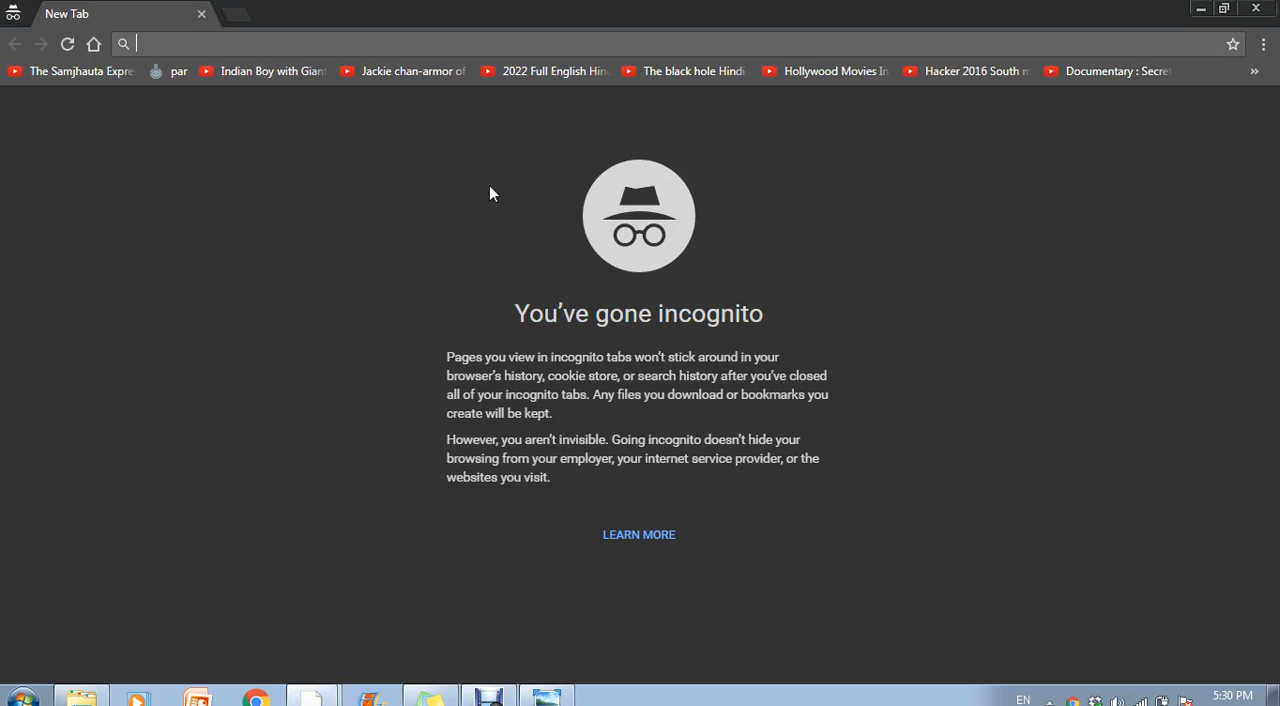 New Tab
The Samjhauta Expre
par
Indian Boy with Giant
Jackie chan-armor of
2022 Full English Hind
The black hole Hindi
Hollywood Movies In
Hacker 2016 South m
Documentary : Secret
You've gone incognito
Pages you view in incognito tabs won't stick around in your
browser's history, cookie store, or search history after you've closed
all of your incognito tabs. Any files you download or bookmarks you
create will be kept.
However, you aren't invisible. Going incognito doesn't hide your
browsing from your employer, your internet service provider, or the
websites you visit.
LEARN MORE
EN
5:30 PM